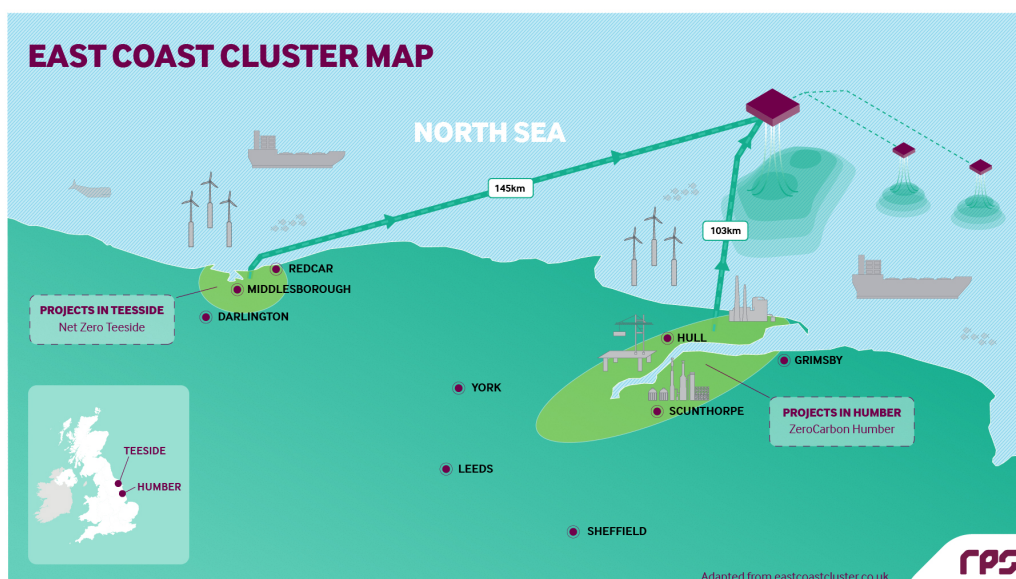 EAST COAST CLUSTER MAP
NORTH SEA
145km
103km
REDCAR
MIDDLESBOROUGH
DARLINGTON
PROJECTS IN TEESSIDE
Net Zero Teeside
HULL
GRIMSBY
YORK
SCUNTHORPE
PROJECTS IN HUMBER
ZeroCarbon Humber
TEESIDE
HUMBER
LEEDS
SHEFFIELD
rps
Adapted from eastcoastcluster.co.uk